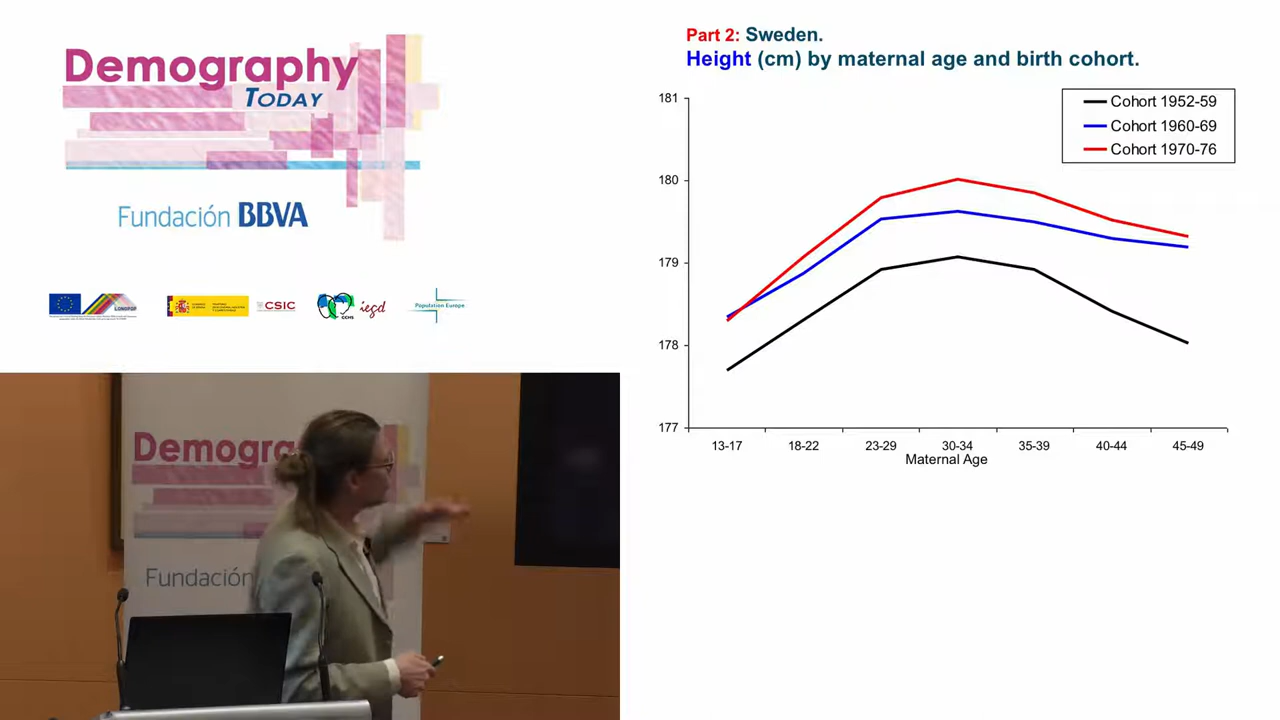 Demography
TODAY
Fundación BBVA
CSIC
CCHS
iegd
Population Europe
Part 2: Sweden.
Height (cm) by maternal age and birth cohort.
181
180
179
178
177
Cohort 1952-59
Cohort 1960-69
Cohort 1970-76
13-17
18-22
23-29
30-34
35-39
40-44
45-49
Maternal Age
Demogra
Fundación